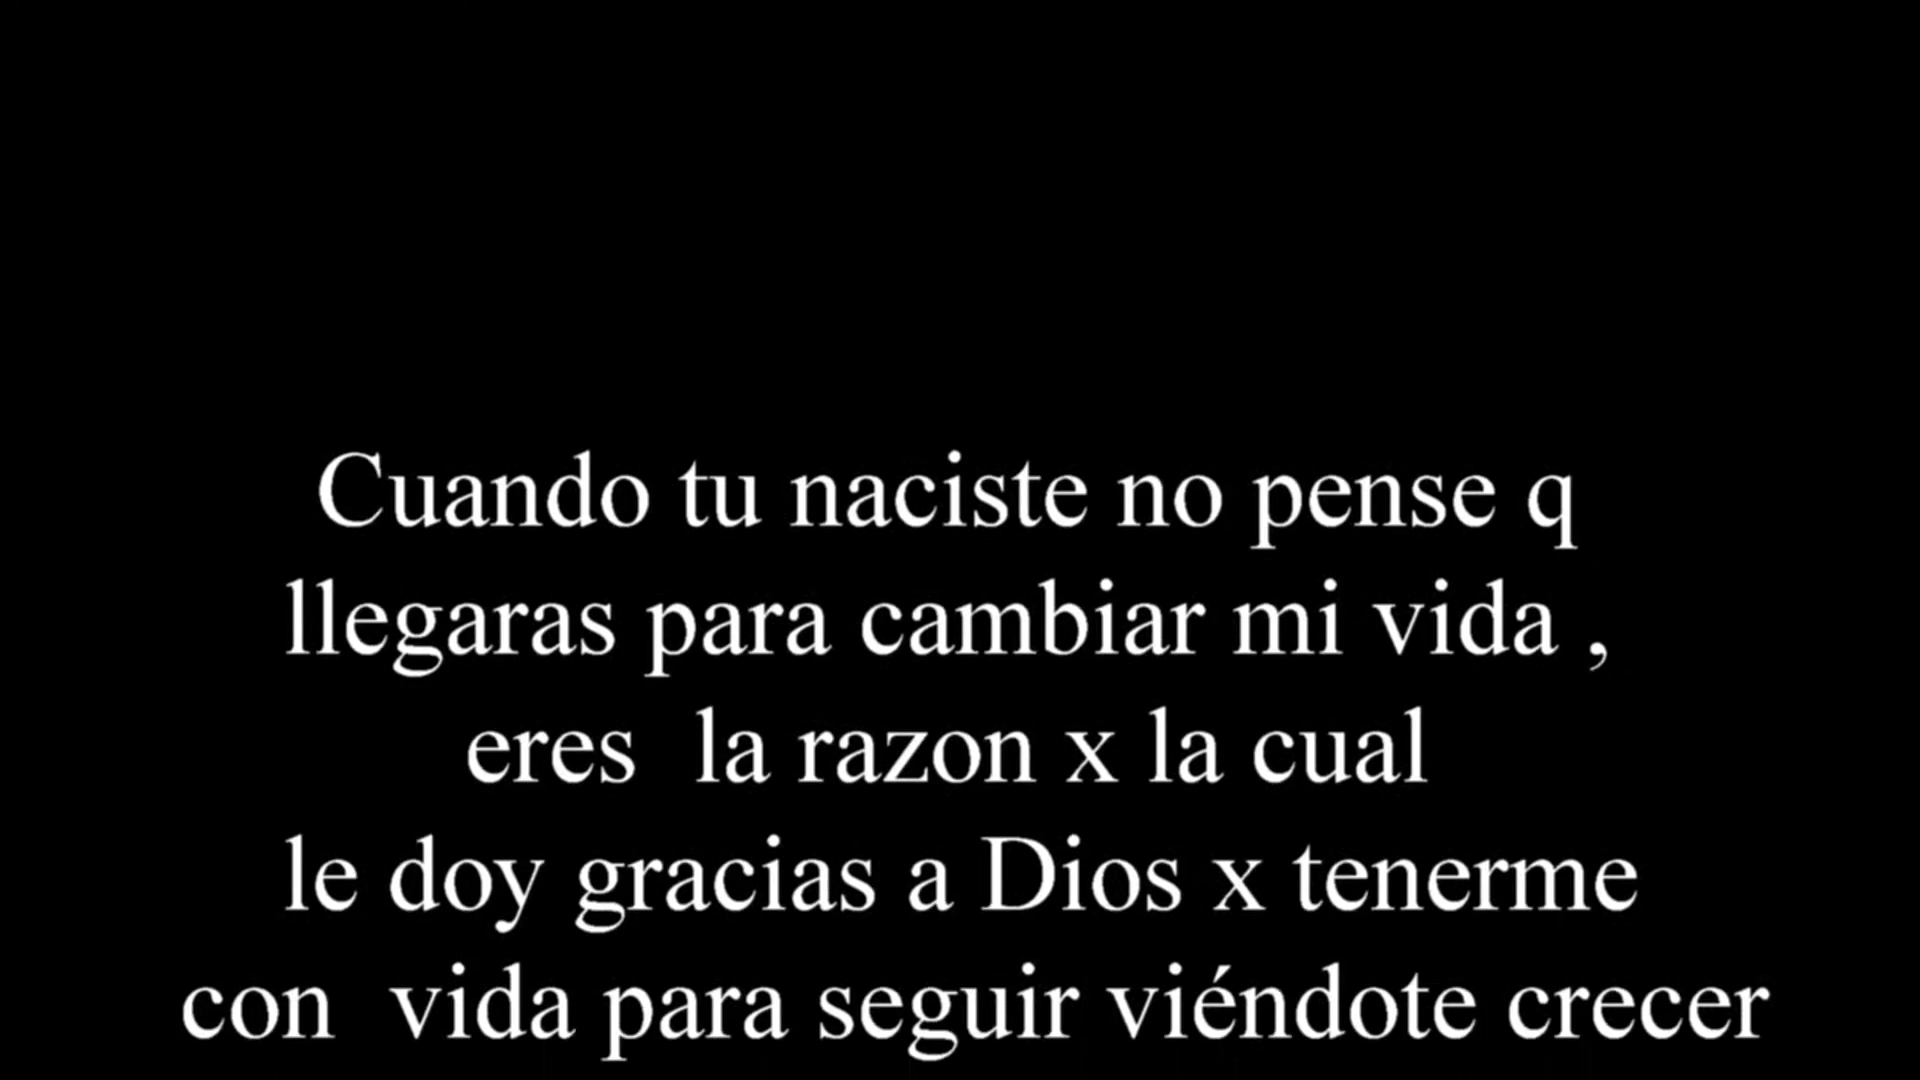 Cuando tu naciste no pense q
llegaras para cambiar mi vida ,
eres  la razon x la cual
le doy gracias a Dios x tenerme
con  vida para seguir viéndote crecer